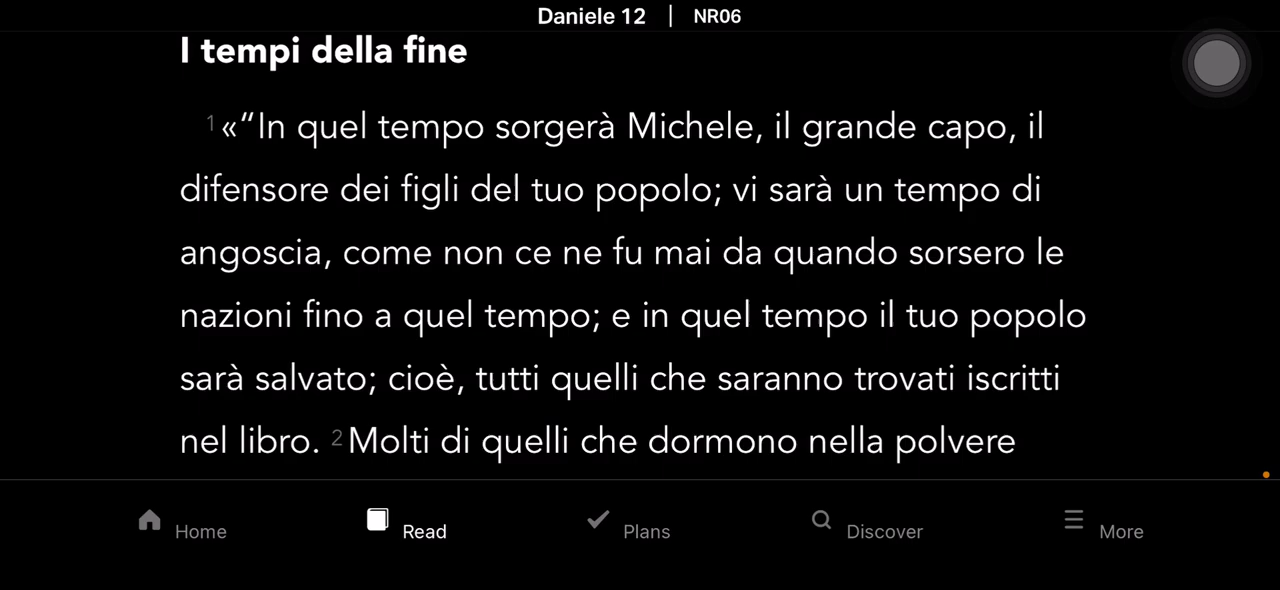 Daniele 12 | NR06
I tempi della fine
1 «“In quel tempo sorgerà Michele, il grande capo, il
difensore dei figli del tuo popolo; vi sarà un tempo di
angoscia, come non ce ne fu mai da quando sorsero le
nazioni fino a quel tempo; e in quel tempo il tuo popolo
sarà salvato; cioè, tutti quelli che saranno trovati iscritti
nel libro. 2 Molti di quelli che dormono nella polvere
Home Read Plans Discover More